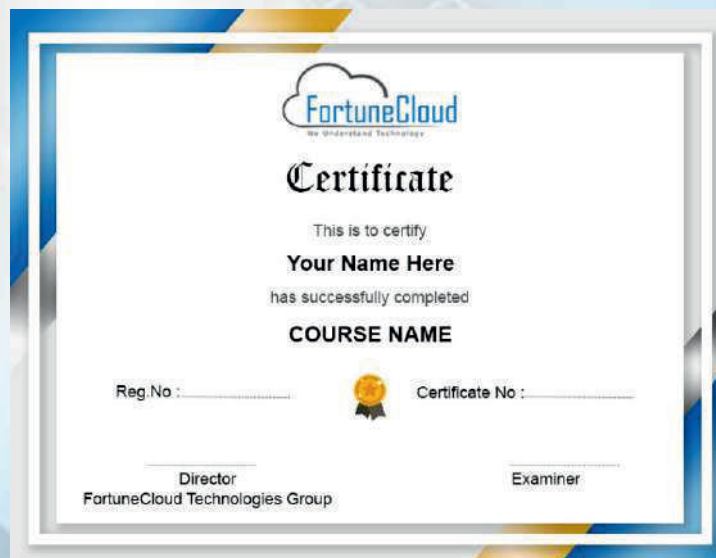 FortuneCloud
We Understand Technology
Certificate
This is to certify
Your Name Here
has successfully completed
COURSE NAME
Reg.No :........................... Certificate No :...........................
Director Examiner
FortuneCloud Technologies Group